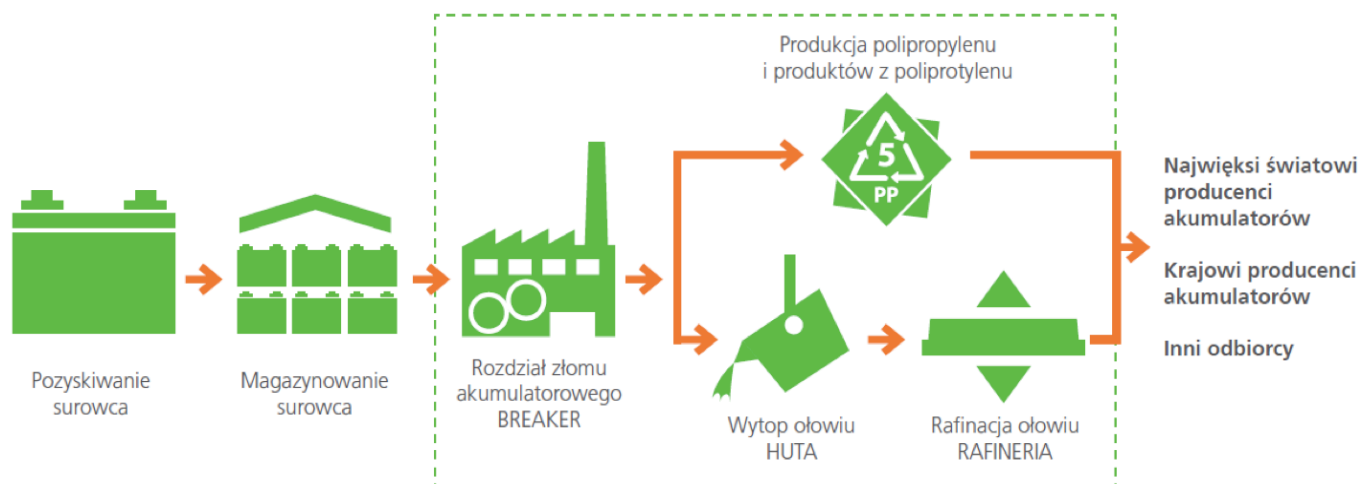 Produkcja polipropylenu
i produktów z poliprotylenu
5
PP
Pozyskiwanie
surowca
Magazynowanie
surowca
Rozdział złomu
akumulatorowego
BREAKER
Wytop ołowiu
HUTA
Rafinacja ołowiu
RAFINERIA
Najwięksi światowi
producenci
akumulatorów
Krajowi producenci
akumulatorów
Inni odbiorcy